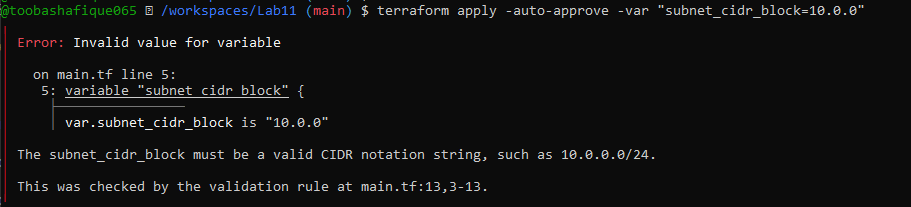 @toobashafique065 /workspaces/Lab11 (main) $ terraform apply -auto-approve -var "subnet_cidr_block=10.0.0"
Error: Invalid value for variable
on main.tf line 5:
5: variable "subnet_cidr_block" {
var.subnet_cidr_block is "10.0.0"
The subnet_cidr_block must be a valid CIDR notation string, such as 10.0.0.0/24.
This was checked by the validation rule at main.tf:13,3-13.